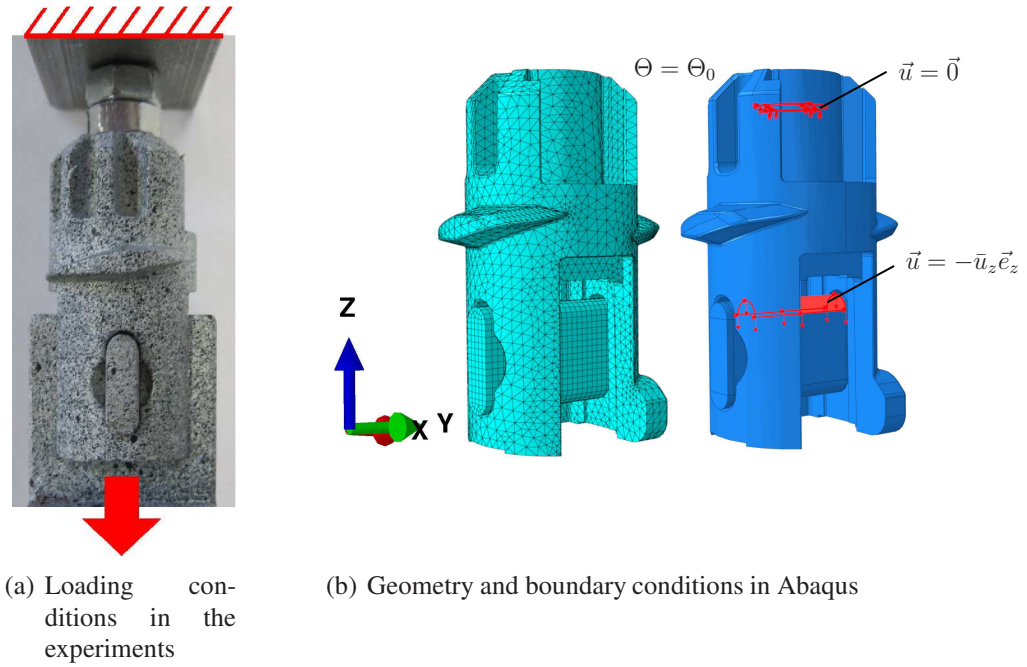 Θ = Θ₀
u⃗ = 0⃗
u⃗ = −ū_z e⃗_z
Z
X Y
(a) Loading con-
ditions in the
experiments
(b) Geometry and boundary conditions in Abaqus